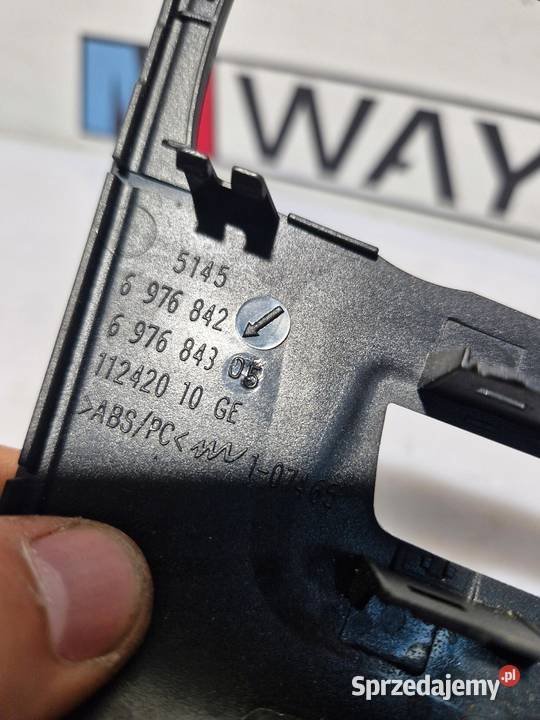 WAY
5145
6 976 842
6 976 843 05
112420 10 GE
>ABS/PC<
Sprzedajemy.pl